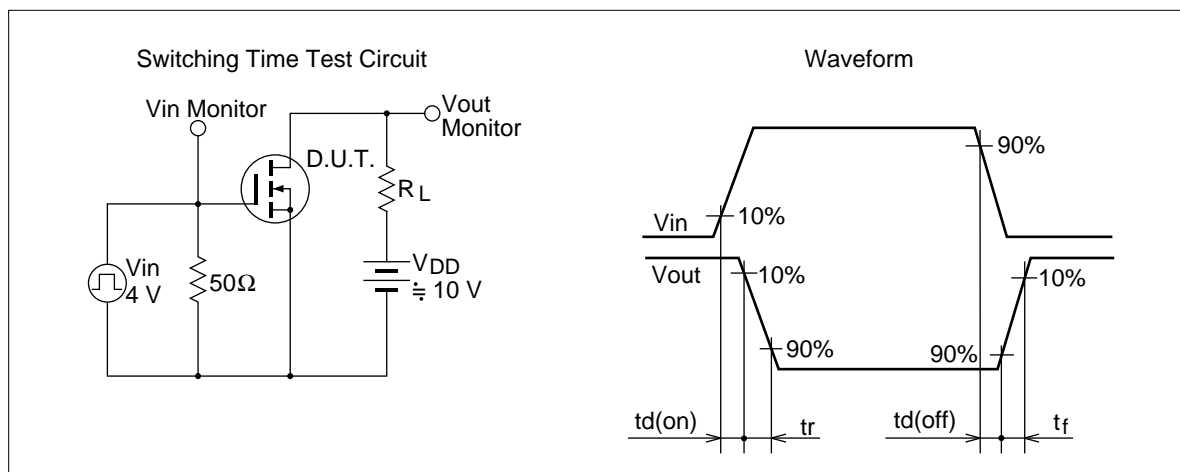 Switching Time Test Circuit
Vin Monitor
Vout
Monitor
D.U.T.
RL
Vin
4 V
50Ω
VDD
≒ 10 V
Waveform
90%
10%
Vin
Vout
10%
10%
90%
90%
td(on)
tr
td(off)
tf